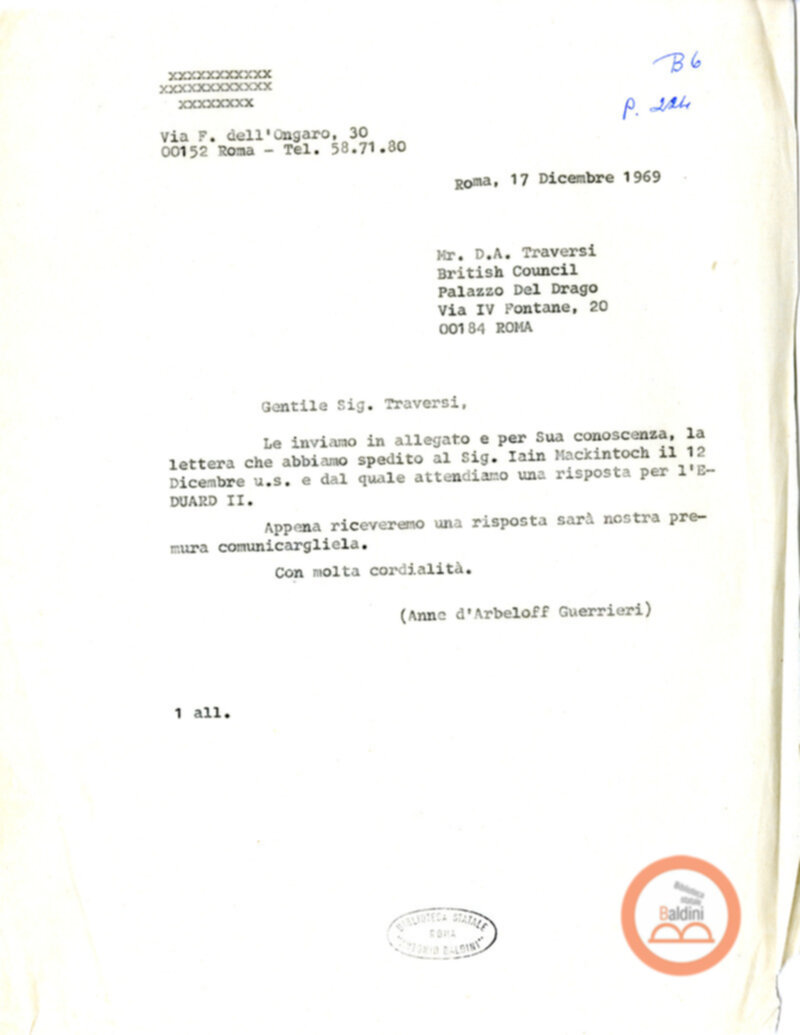 B6
P. 224
XXXXXXXXXXX
XXXXXXXXXXXX
XXXXXXXX
Via F. dell'Ongaro, 30
00152 Roma - Tel. 58.71.80
Roma, 17 Dicembre 1969
Mr. D.A. Traversi
British Council
Palazzo Del Drago
Via IV Fontane, 20
00184 ROMA
Gentile Sig. Traversi,
Le inviamo in allegato e per Sua conoscenza, la
lettera che abbiamo spedito al Sig. Iain Mackintoch il 12
Dicembre u.s. e dal quale attendiamo una risposta per l'E-
DUARD II.
Appena riceveremo una risposta sarà nostra pre-
mura comunicargliela.
Con molta cordialità.
(Anne d'Arbeloff Guerrieri)
1 all.
BIBLIOTECA STATALE
ROMA
"ANTONIO BALDINI"
Biblioteca
statale
Baldini